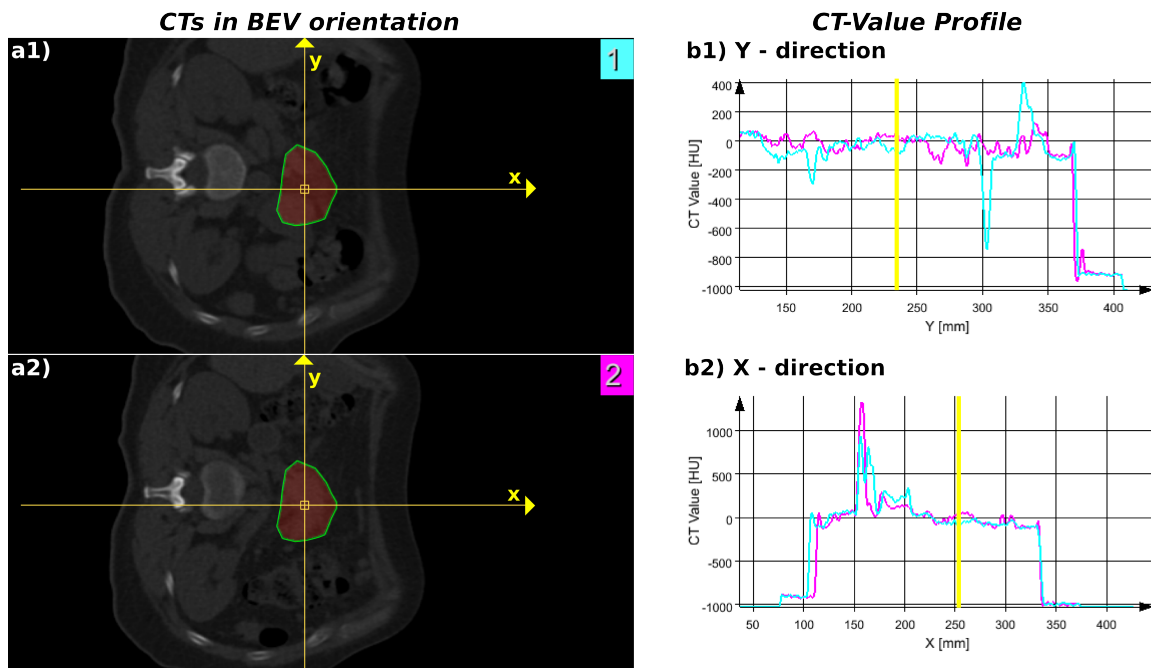 CTs in BEV orientation
CT-Value Profile
a1)
y
1
x
b1) Y - direction
400
200
0
-200
-400
-600
-800
-1000
CT Value [HU]
150 200 250 300 350 400
Y [mm]
a2)
y
2
x
b2) X - direction
1000
500
0
-500
-1000
CT Value [HU]
50 100 150 200 250 300 350 400
X [mm]